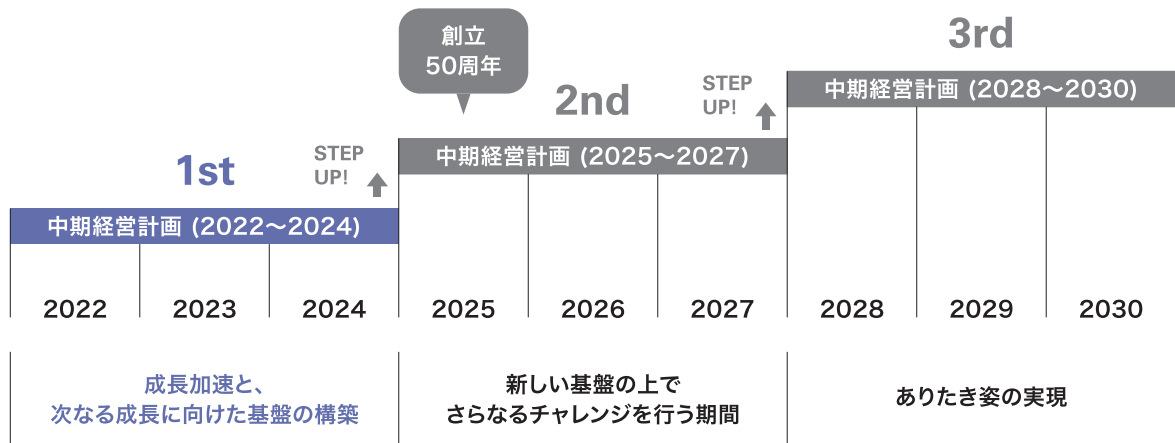 創立
50周年
1st
STEP
UP!
中期経営計画 (2022～2024)
2nd
STEP
UP!
中期経営計画 (2025～2027)
3rd
中期経営計画 (2028～2030)
2022
2023
2024
2025
2026
2027
2028
2029
2030
成長加速と、
次なる成長に向けた基盤の構築
新しい基盤の上で
さらなるチャレンジを行う期間
ありたき姿の実現